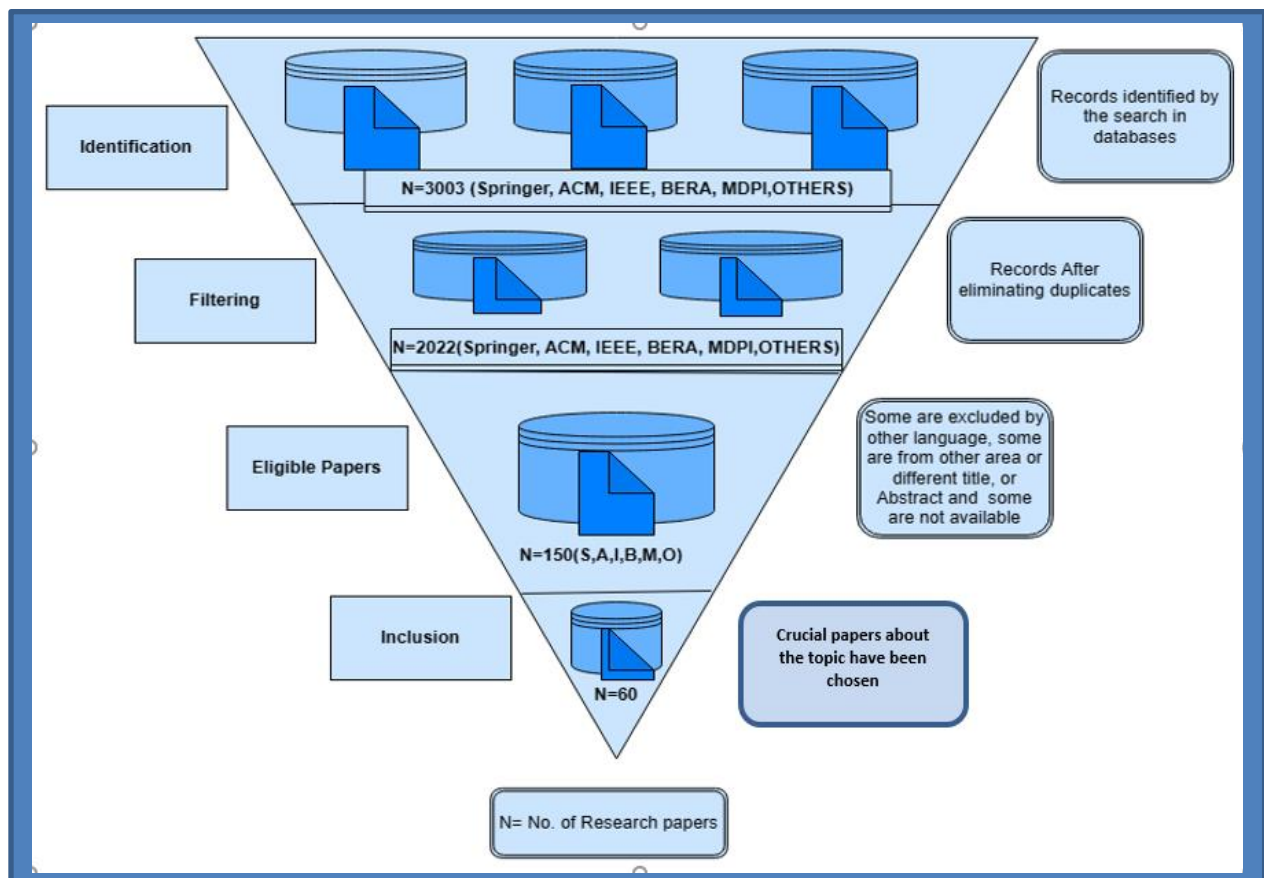 Identification
N=3003 (Springer, ACM, IEEE, BERA, MDPI,OTHERS)
Records identified by
the search in
databases
Filtering
N=2022(Springer, ACM, IEEE, BERA, MDPI,OTHERS)
Records After
eliminating duplicates
Eligible Papers
N=150(S,A,I,B,M,O)
Some are excluded by
other language, some
are from other area or
different title, or
Abstract and some
are not available
Inclusion
N=60
Crucial papers about
the topic have been
chosen
N= No. of Research papers